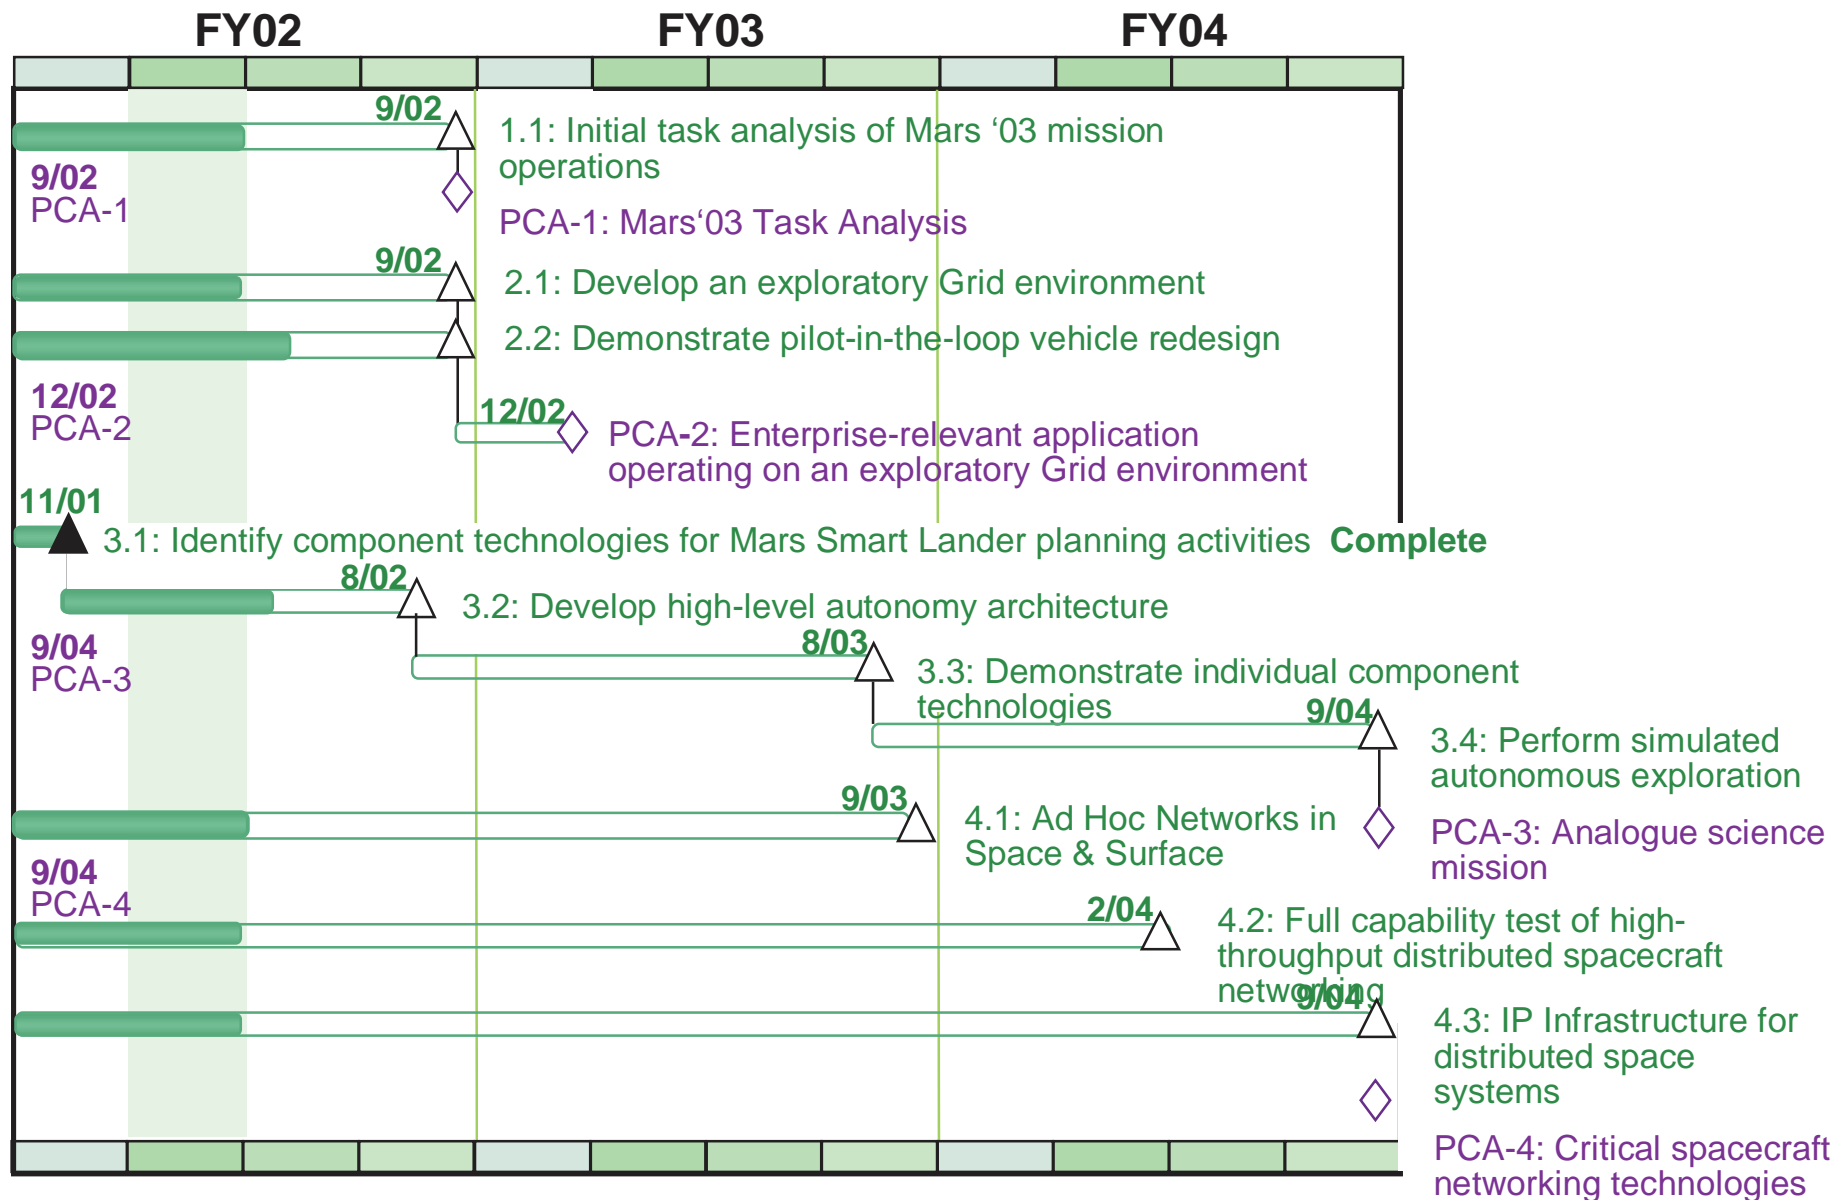 FY02 FY03 FY04
9/02
1.1: Initial task analysis of Mars ‘03 mission
operations
9/02
PCA-1
PCA-1: Mars‘03 Task Analysis
9/02
2.1: Develop an exploratory Grid environment
2.2: Demonstrate pilot-in-the-loop vehicle redesign
12/02
PCA-2
12/02
PCA-2: Enterprise-relevant application
operating on an exploratory Grid environment
11/01
3.1: Identify component technologies for Mars Smart Lander planning activities Complete
8/02
3.2: Develop high-level autonomy architecture
9/04
PCA-3
8/03
3.3: Demonstrate individual component
technologies
9/04
3.4: Perform simulated
autonomous exploration
9/03
4.1: Ad Hoc Networks in
Space & Surface
PCA-3: Analogue science
mission
9/04
PCA-4
2/04
4.2: Full capability test of high-
throughput distributed spacecraft
networking
9/04
4.3: IP Infrastructure for
distributed space
systems
PCA-4: Critical spacecraft
networking technologies